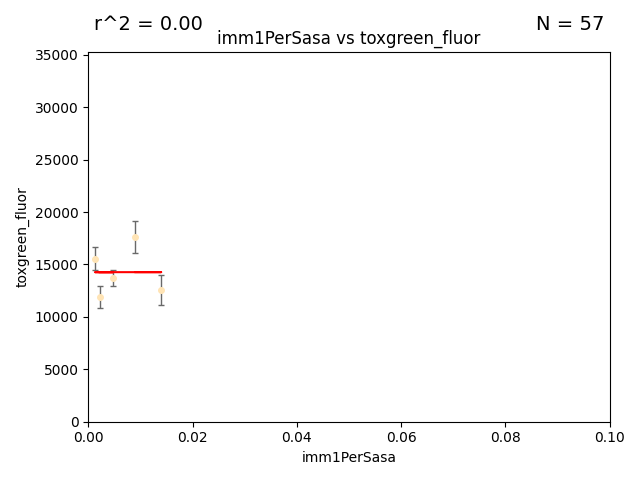 r^2 = 0.00
N = 57
imm1PerSasa vs toxgreen_fluor
35000
30000
25000
20000
15000
10000
5000
0
toxgreen_fluor
0.00 0.02 0.04 0.06 0.08 0.10
imm1PerSasa